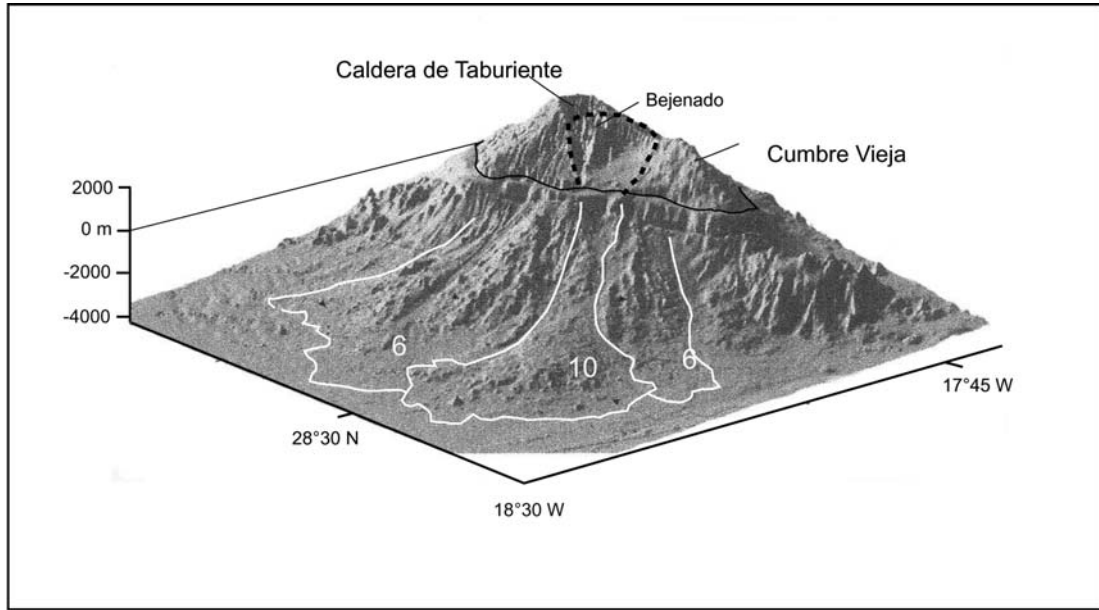 Caldera de Taburiente
Bejenado
Cumbre Vieja
2000
0 m
-2000
-4000
6
10
6
28°30 N
17°45 W
18°30 W